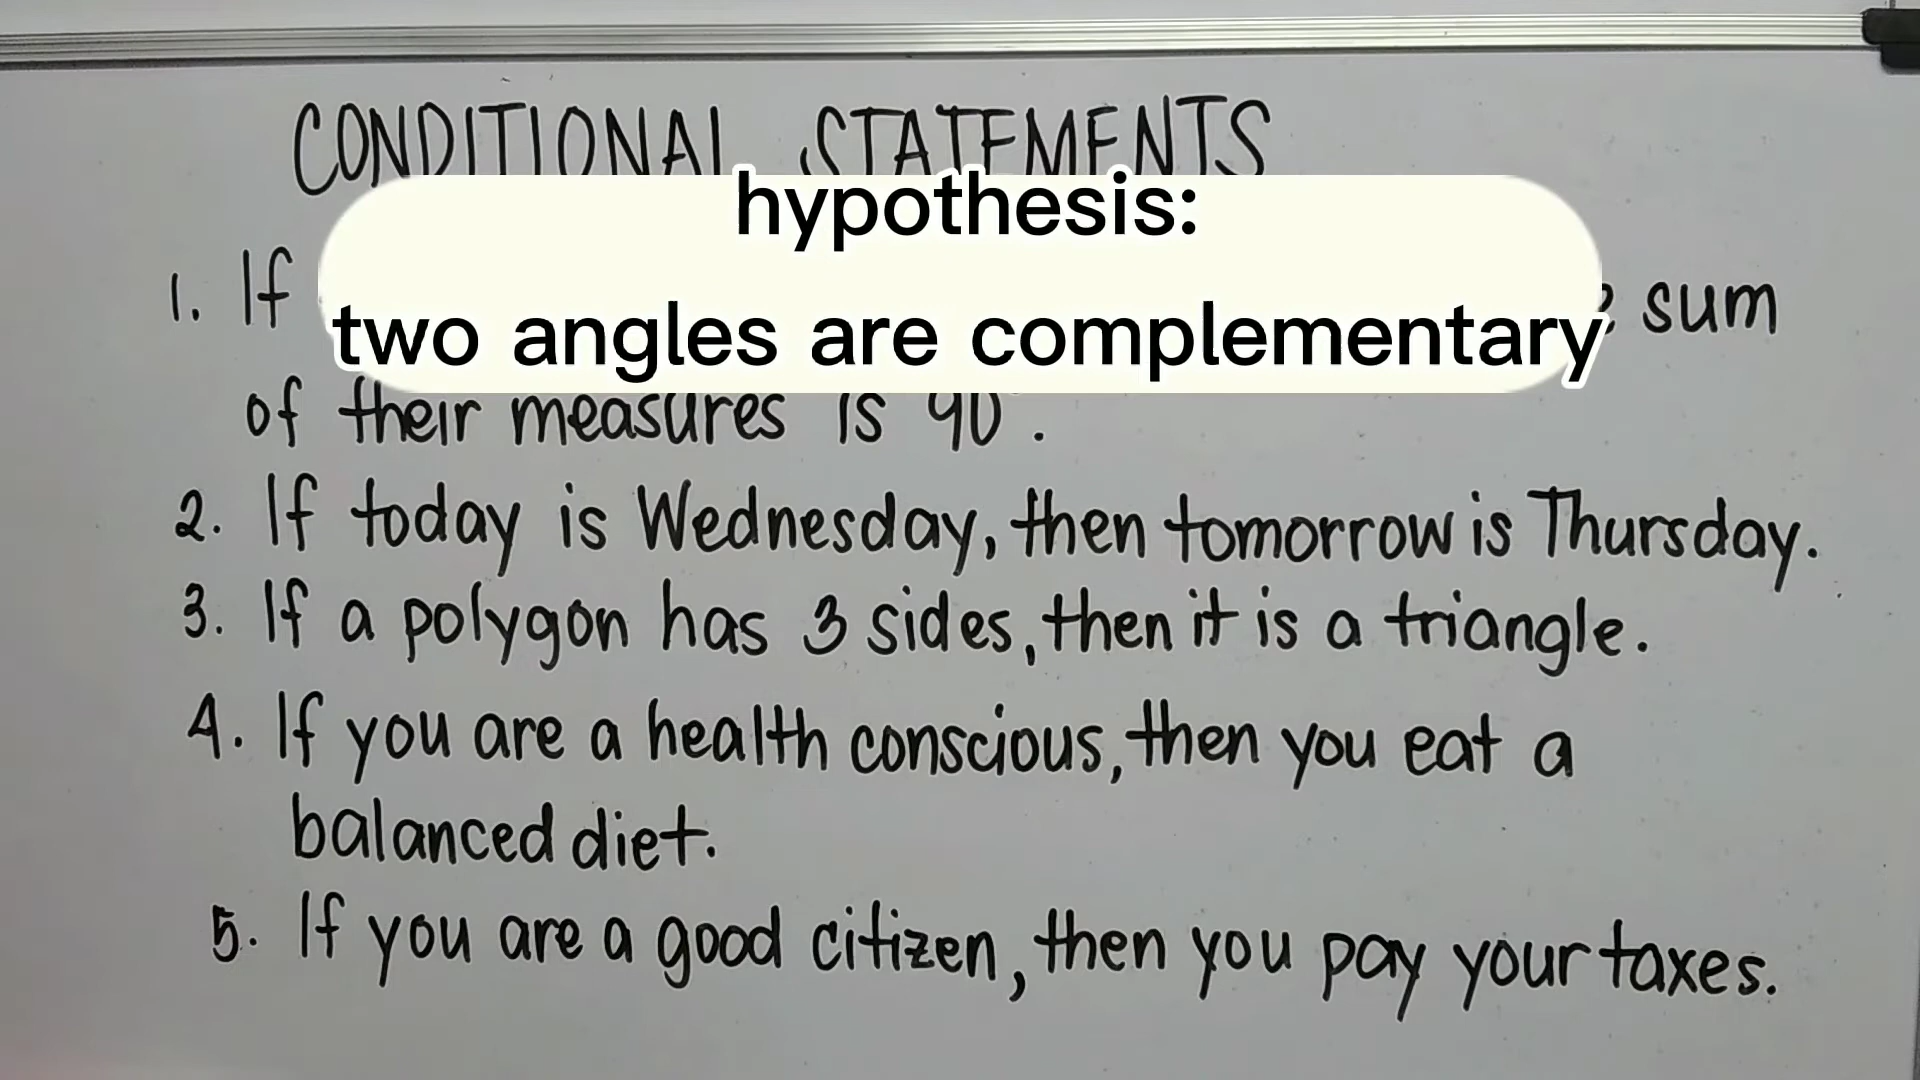 CONDITIONAL STATEMENTS
hypothesis:
two angles are complementary
1. If sum
of their measures is 90°.
2. If today is Wednesday, then tomorrow is Thursday.
3. If a polygon has 3 sides, then it is a triangle.
4. If you are a health conscious, then you eat a
balanced diet.
5. If you are a good citizen, then you pay your taxes.